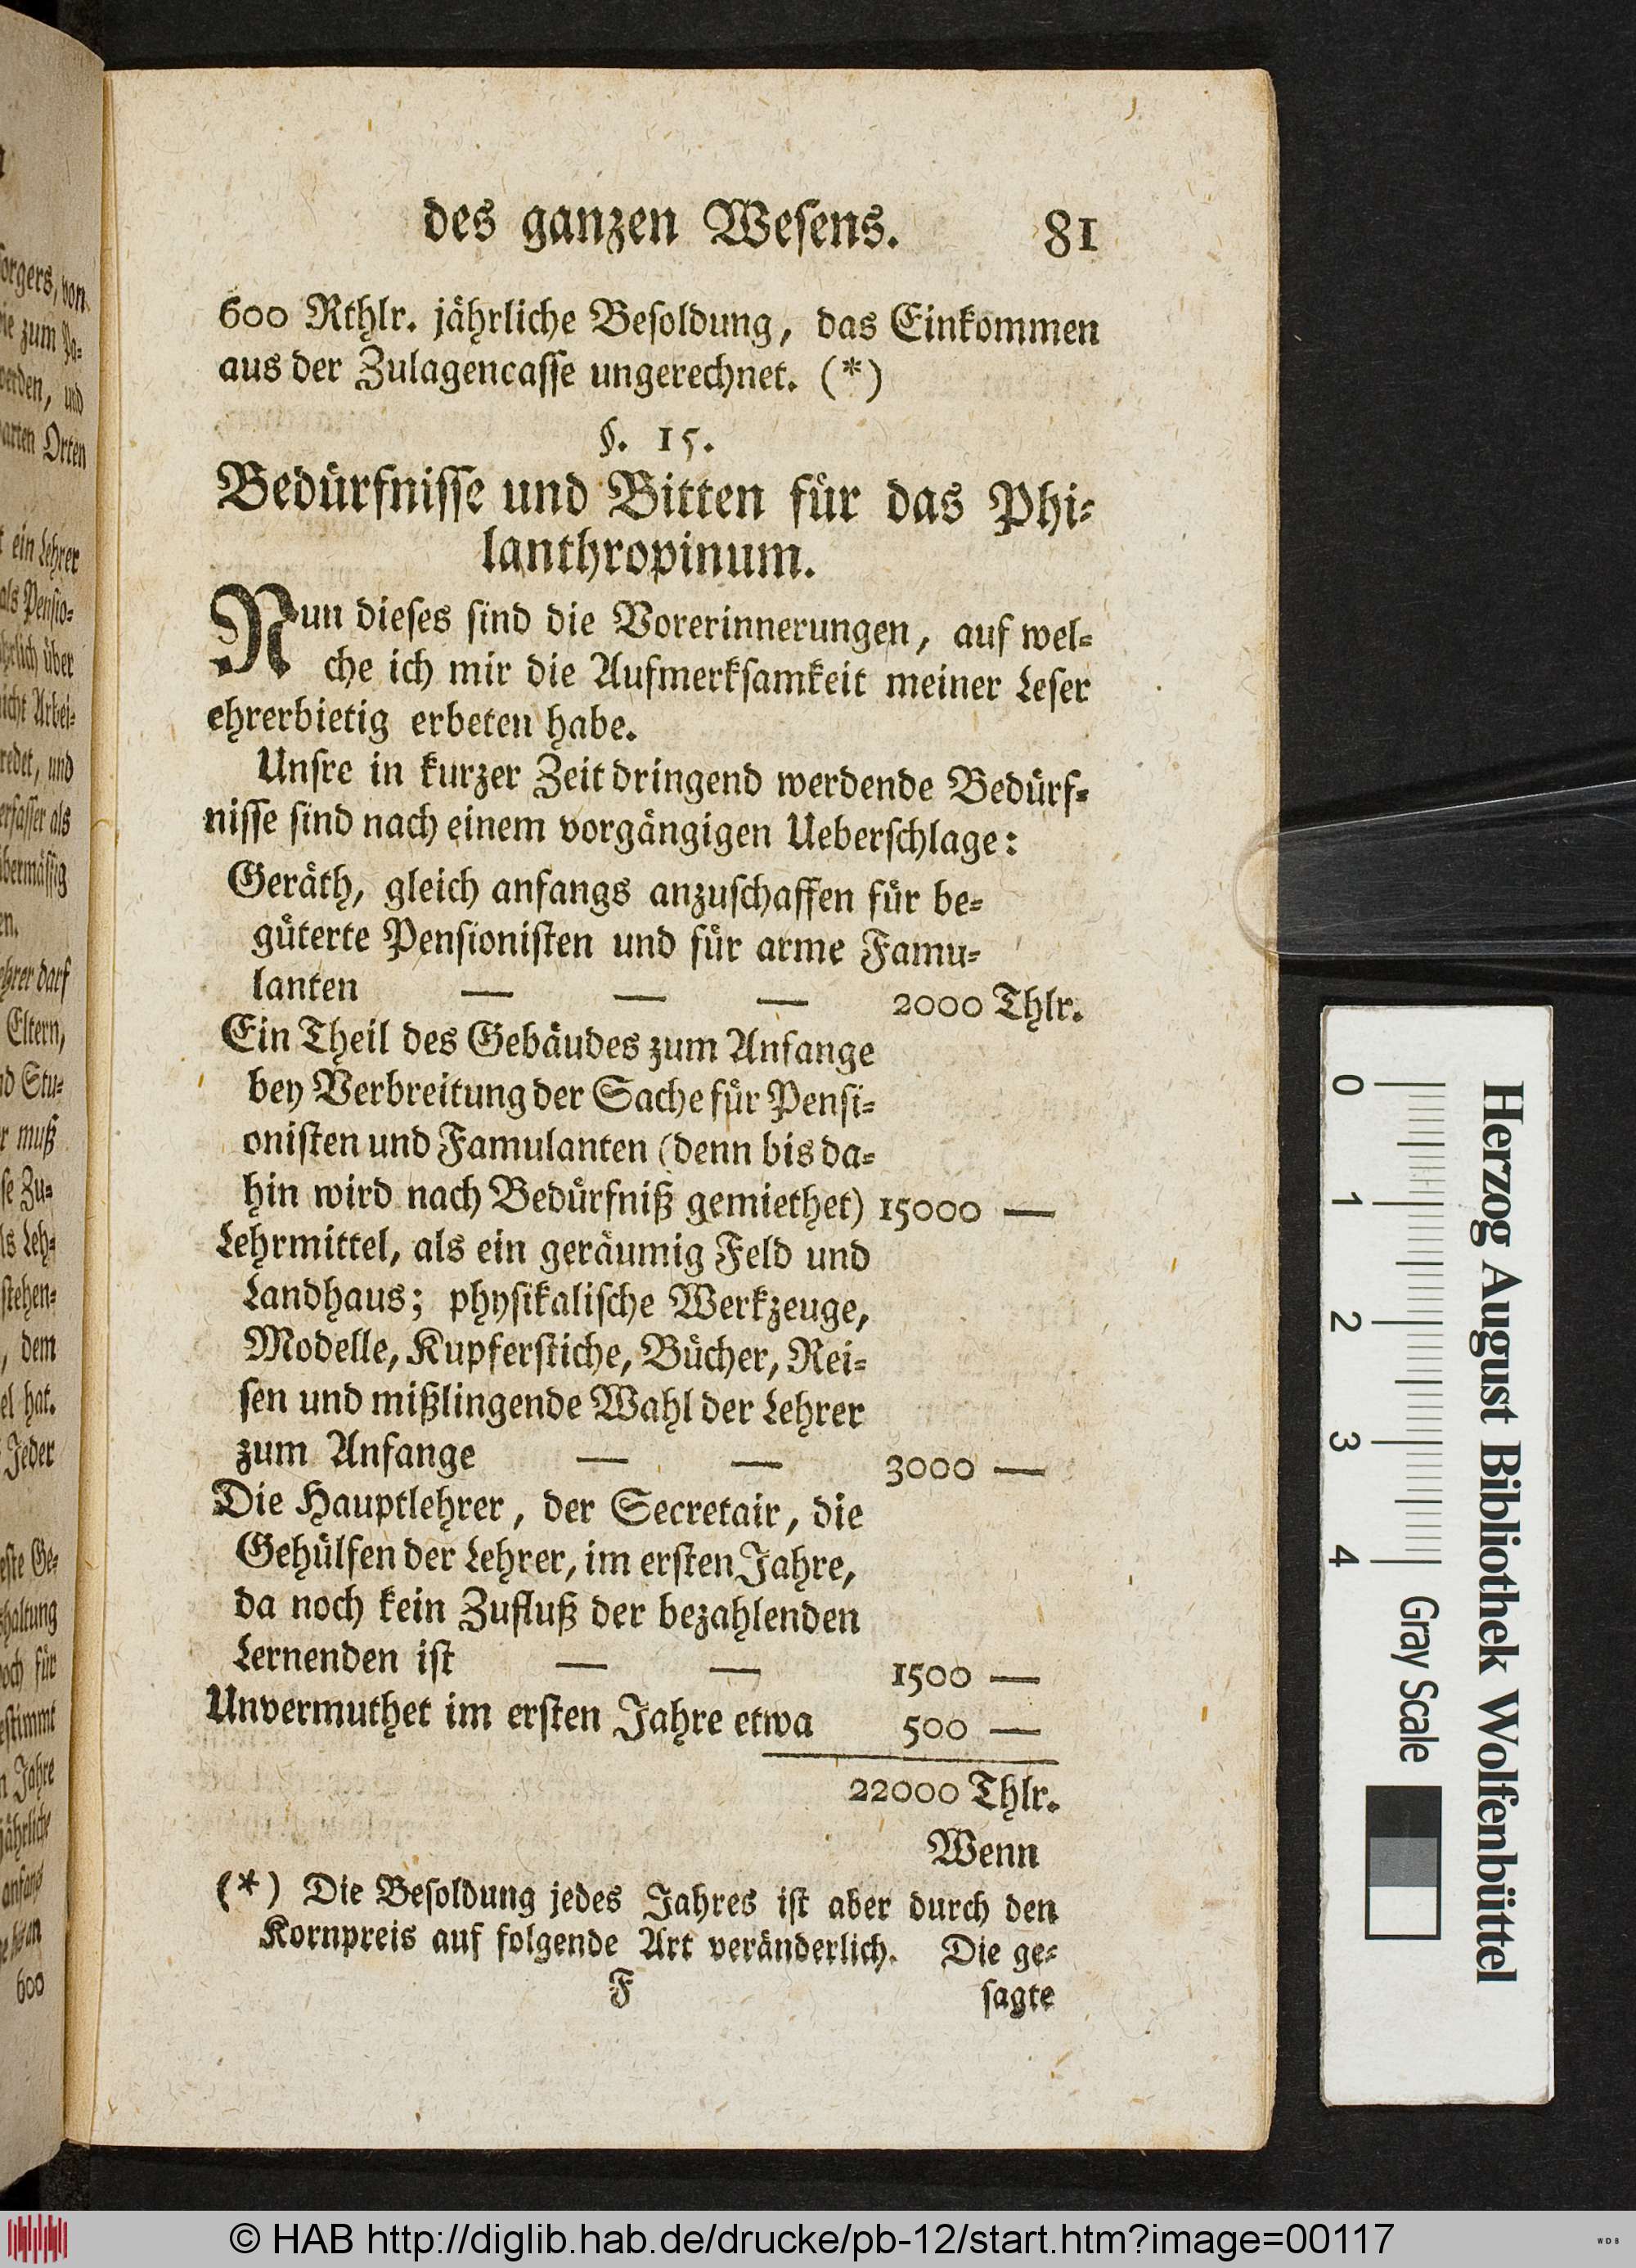 des ganzen Wesens. 81
600 Rthlr. jährliche Besoldung, das Einkommen
aus der Zulagencasse ungerechnet. (*)
§. 15.
Bedürfnisse und Bitten für das Phi-
lanthropinum.
Nun dieses sind die Vorerinnerungen, auf wel-
che ich mir die Aufmerksamkeit meiner Leser
ehrerbietig erbeten habe.
Unsre in kurzer Zeit dringend werdende Bedürf-
nisse sind nach einem vorgängigen Ueberschlage:
Geräth, gleich anfangs anzuschaffen für be-
güterte Pensionisten und für arme Famu-
lanten — — — 2000 Thlr.
Ein Theil des Gebäudes zum Anfange
bey Verbreitung der Sache für Pensi-
onisten und Famulanten (denn bis da-
hin wird nach Bedürfniß gemiethet) 15000 —
Lehrmittel, als ein geräumig Feld und
Landhaus; physikalische Werkzeuge,
Modelle, Kupferstiche, Bücher, Rei-
sen und mißlingende Wahl der Lehrer
zum Anfange — — 3000 —
Die Hauptlehrer, der Secretair, die
Gehülfen der Lehrer, im ersten Jahre,
da noch kein Zufluß der bezahlenden
Lernenden ist — — 1500 —
Unvermuthet im ersten Jahre etwa 500 —
22000 Thlr.
Wenn
(*) Die Besoldung jedes Jahres ist aber durch den
Kornpreis auf folgende Art veränderlich. Die ge-
F sagte
Herzog August Bibliothek Wolfenbüttel
0 1 2 3 4 Gray Scale
© HAB http://diglib.hab.de/drucke/pb-12/start.htm?image=00117